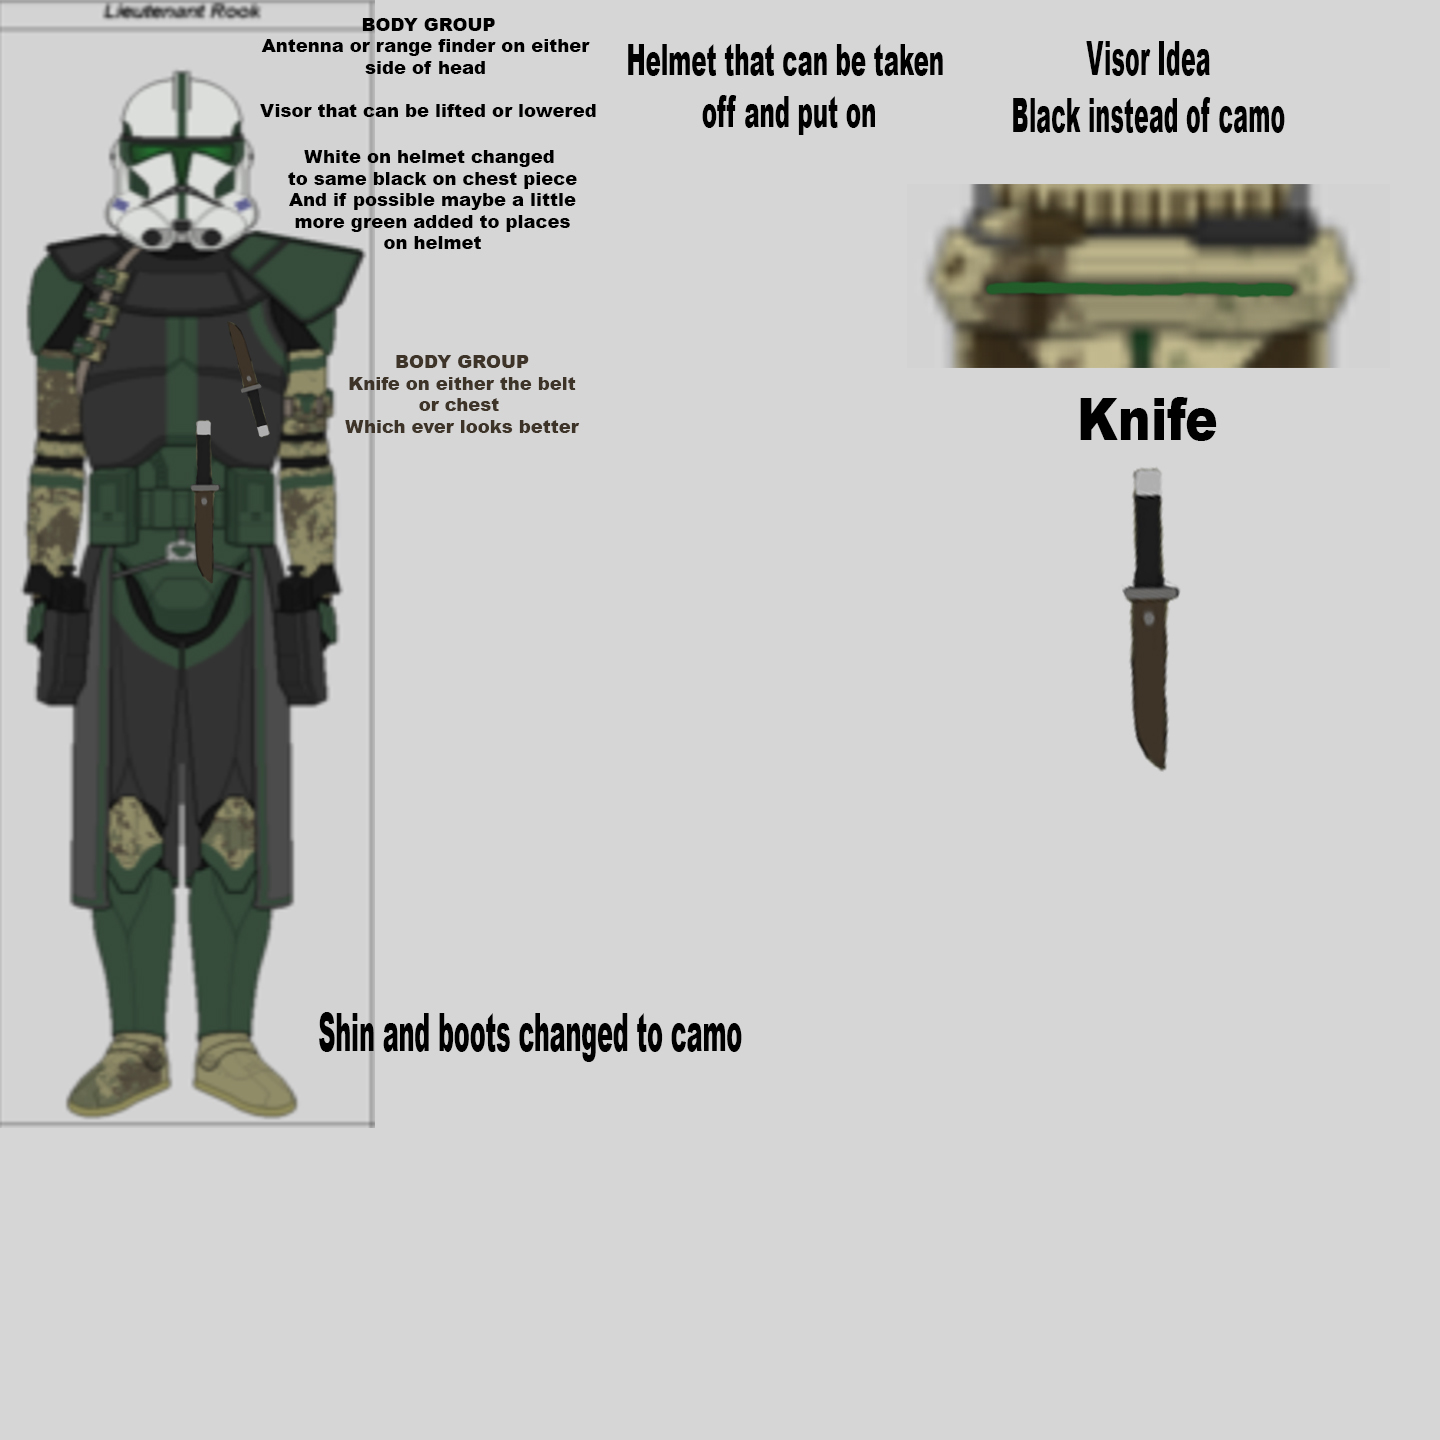 Lieutenant Rook
BODY GROUP
Antenna or range finder on either
side of head
Visor that can be lifted or lowered
White on helmet changed
to same black on chest piece
And if possible maybe a little
more green added to places
on helmet
Helmet that can be taken
off and put on
Visor Idea
Black instead of camo
BODY GROUP
Knife on either the belt
or chest
Which ever looks better
Knife
Shin and boots changed to camo